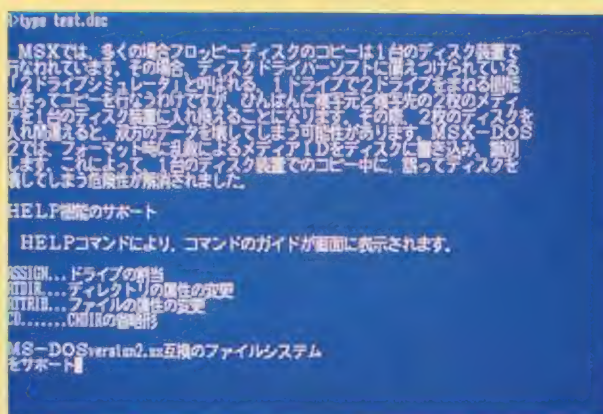 A>type test.doc
MSXでは、多くの場合フロッピーディスクのコピーは1台のディスク装置で
行なわれています。その場合、ディスクドライバーソフトに備えつけられている
「2ドライブシミュレータ」と呼ばれる、1ドライブで2ドライブをまねる機能
を使ってコピーを行なうわけですが、ひんぱんに複写元と複写先の2枚のメディ
アを1台のディスク装置に入れ換えることになります。その際、2枚のディスクを
入れ間違えると、双方のデータを壊してしまう可能性があります。MSX-DOS
2では、フォーマット時に乱数によるメディアIDをディスクに書き込み、識別
します。これによって、1台のディスク装置でのコピー中に、誤ってディスクを
壊してしまう危険性が解消されました。
HELP機能のサポート
HELPコマンドにより、コマンドのガイドが画面に表示されます。
ASSIGN...ドライブの割当
ATDIR....ディレクトリの属性の変更
ATTRIB...ファイルの属性の変更
CD.......CHDIRの省略形
MS-DOSversion2.xx互換のファイルシステム
をサポート